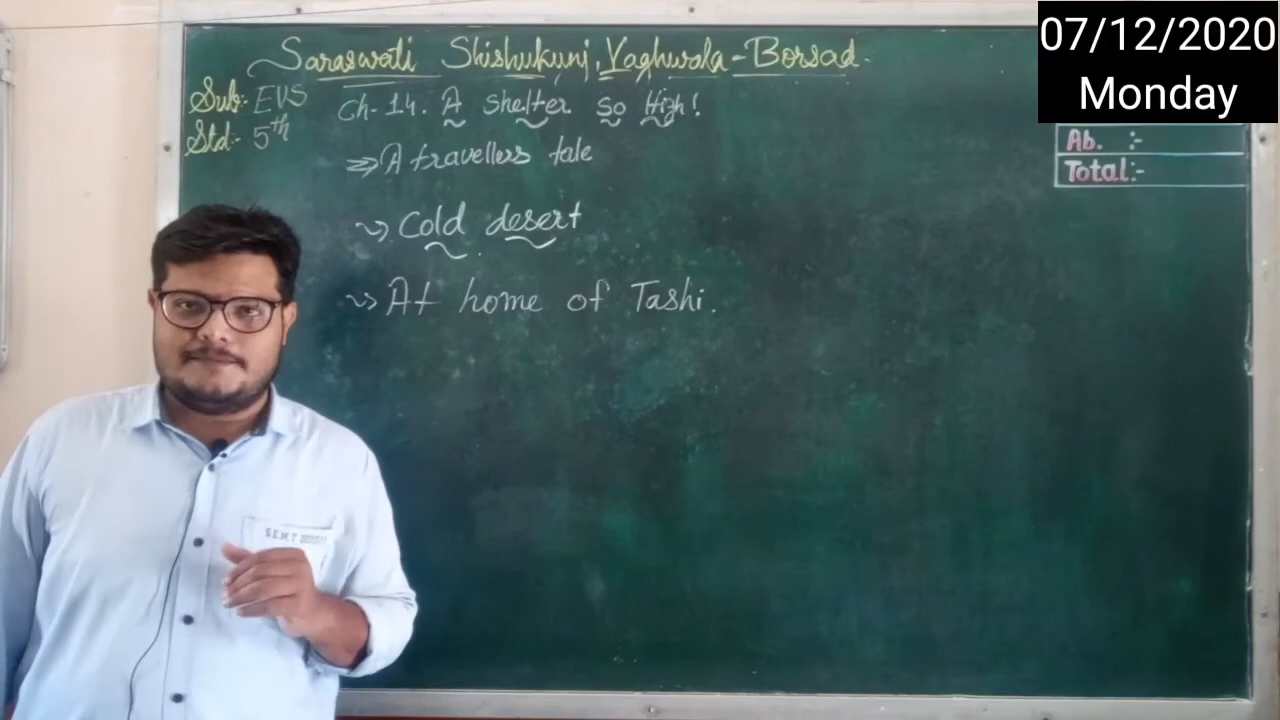 Saraswati Shishukunj, Vaghwala-Borsad.
07/12/2020
Monday
Sub:- EVS
Std:- 5th
Ch-14. A shelter so High!
A travellers tale
Cold desert
At home of Tashi.
Ab. :-
Total:-
S.E.M.T